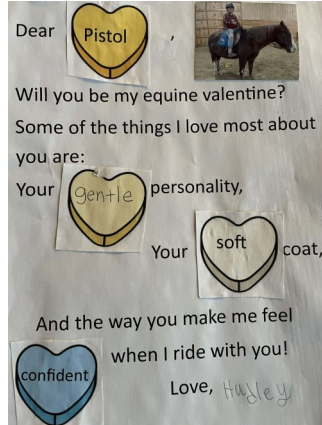 Dear Pistol ,
Will you be my equine valentine?
Some of the things I love most about
you are:
Your gentle personality,
Your soft coat,
And the way you make me feel
confident when I ride with you!
Love, Hadley